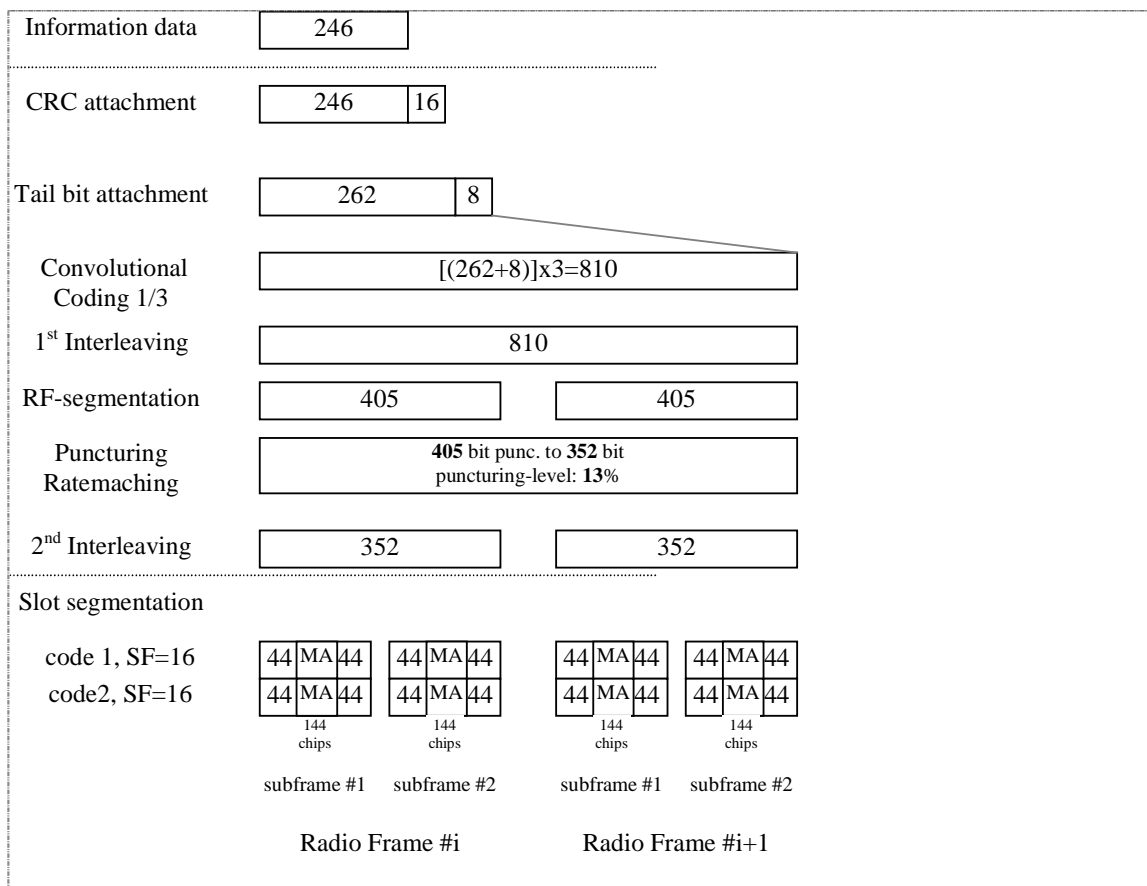 Information data 246
CRC attachment 246 16
Tail bit attachment 262 8
Convolutional
Coding 1/3
[(262+8)]x3=810
1st Interleaving 810
RF-segmentation 405 405
Puncturing
Ratemaching
405 bit punc. to 352 bit
puncturing-level: 13%
2nd Interleaving 352 352
Slot segmentation
code 1, SF=16 44 MA 44 44 MA 44 44 MA 44 44 MA 44
code2, SF=16 44 MA 44 44 MA 44 44 MA 44 44 MA 44
144 144 144 144
chips chips chips chips
subframe #1 subframe #2 subframe #1 subframe #2
Radio Frame #i Radio Frame #i+1